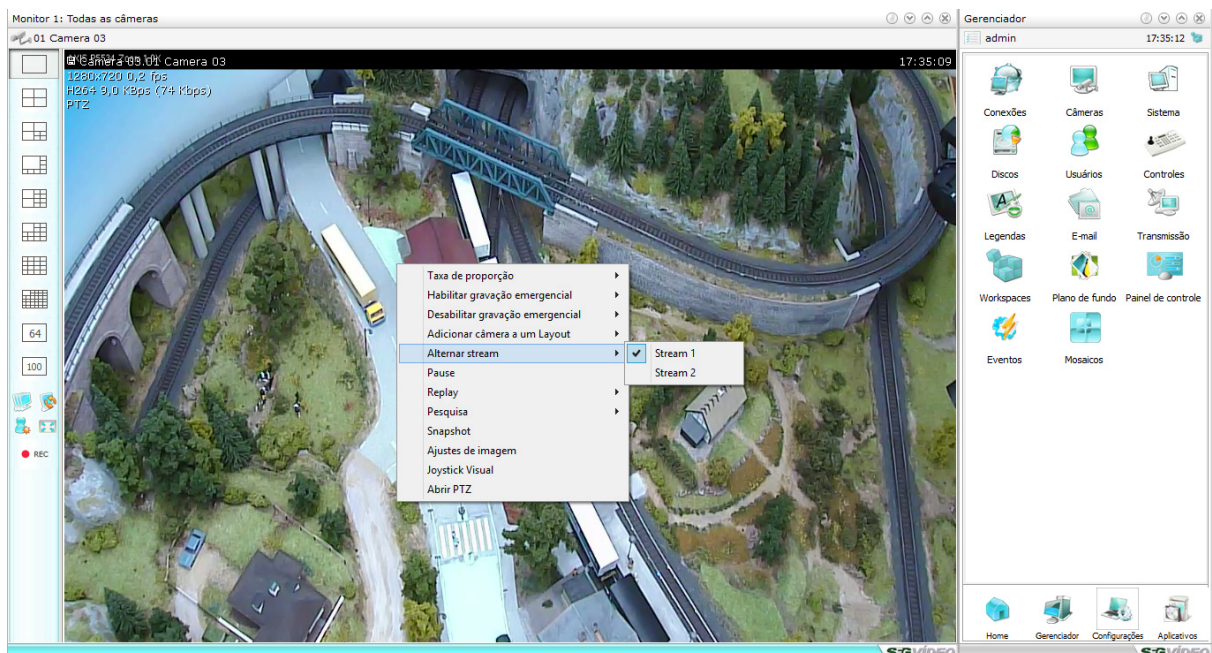 Monitor 1: Todas as câmeras
01 Camera 03
Camera 03.01 Camera 03
17:35:09
1280x720 0,2 fps
H264 9,0 KBps (74 Kbps)
PTZ
64
100
REC
Taxa de proporção
Habilitar gravação emergencial
Desabilitar gravação emergencial
Adicionar câmera a um Layout
Alternar stream
Stream 1
Stream 2
Pause
Replay
Pesquisa
Snapshot
Ajustes de imagem
Joystick Visual
Abrir PTZ
Gerenciador
admin
17:35:12
Conexões
Câmeras
Sistema
Discos
Usuários
Controles
Legendas
E-mail
Transmissão
Workspaces
Plano de fundo
Painel de controle
Eventos
Mosaicos
Home
Gerenciador
Configurações
Aplicativos